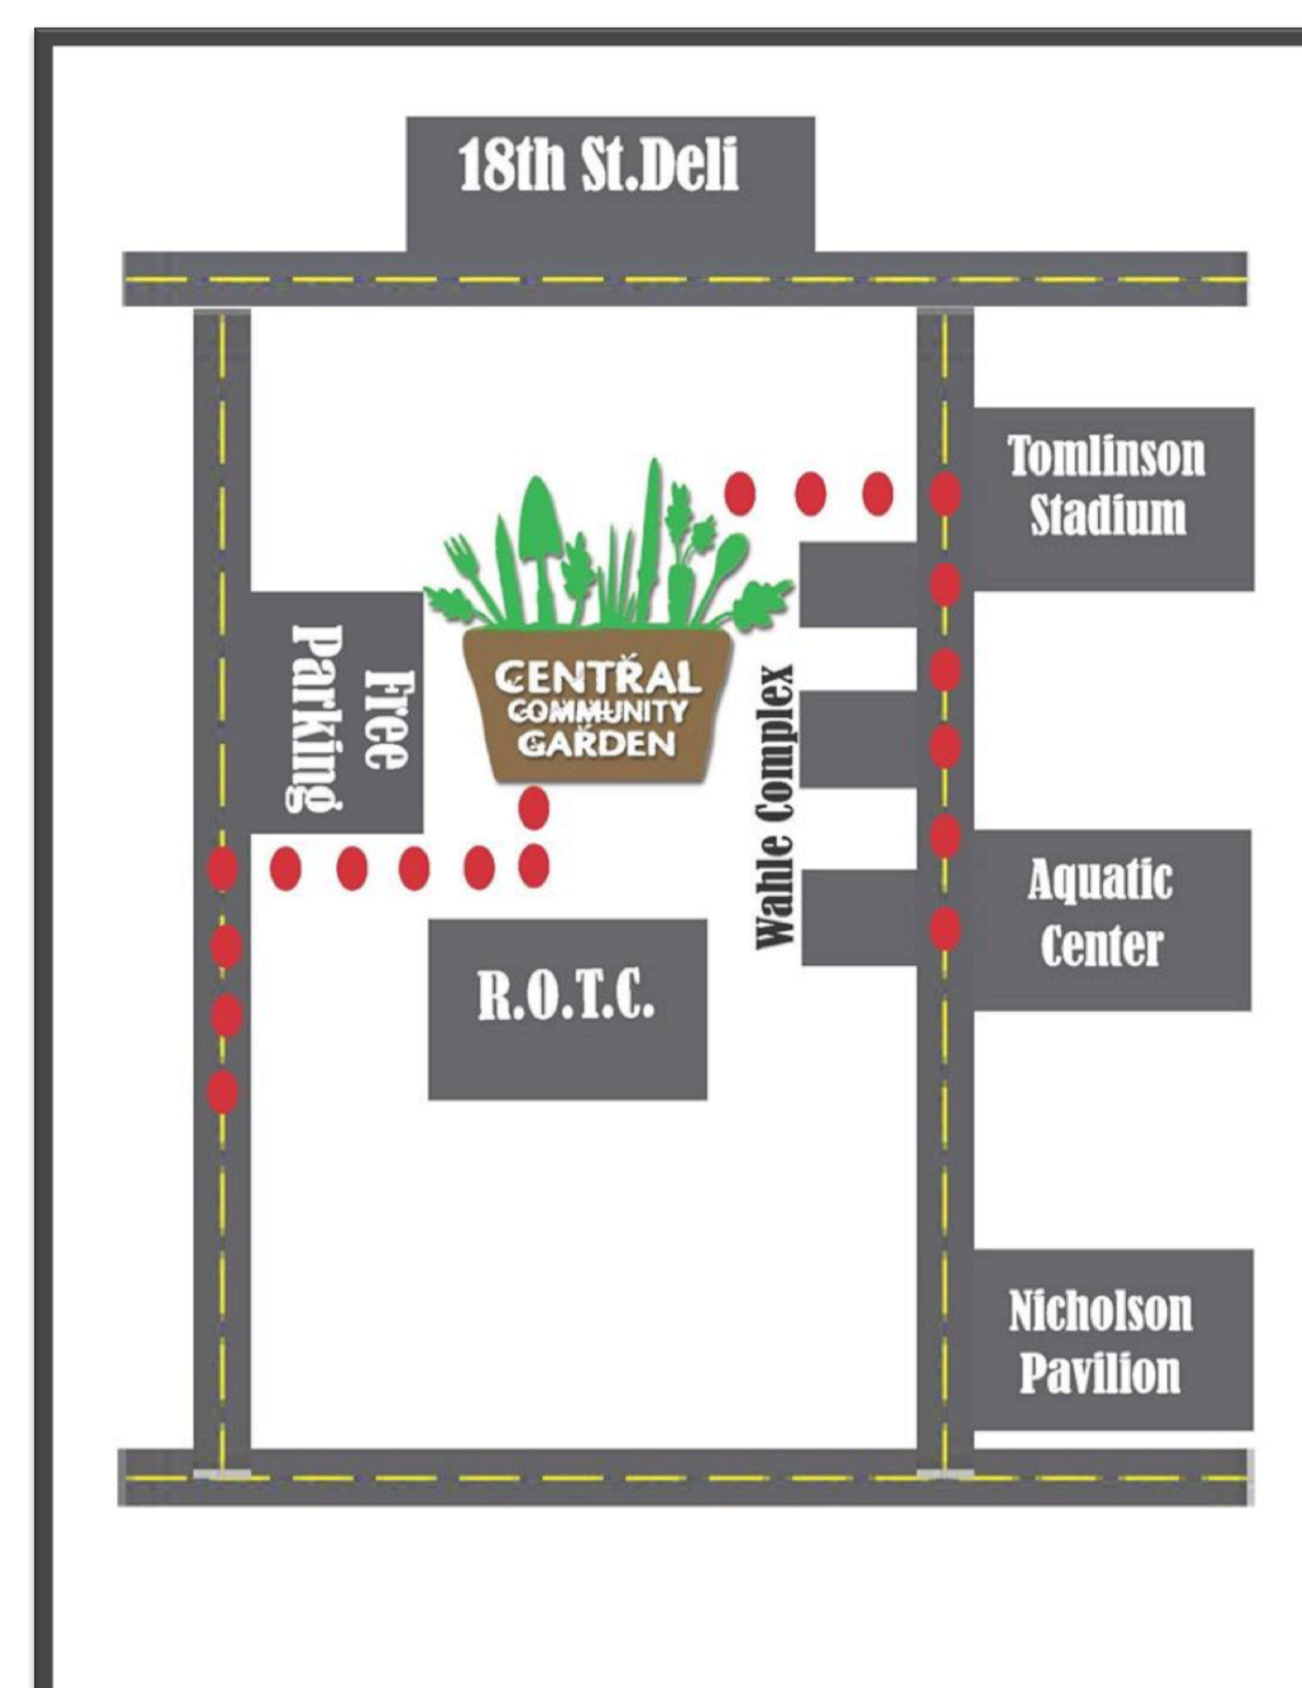 18th St.Deli
Tomlinson
Stadium
Free
Parking
CENTRAL
COMMUNITY
GARDEN
Wahle Complex
Aquatic
Center
R.O.T.C.
Nicholson
Pavilion